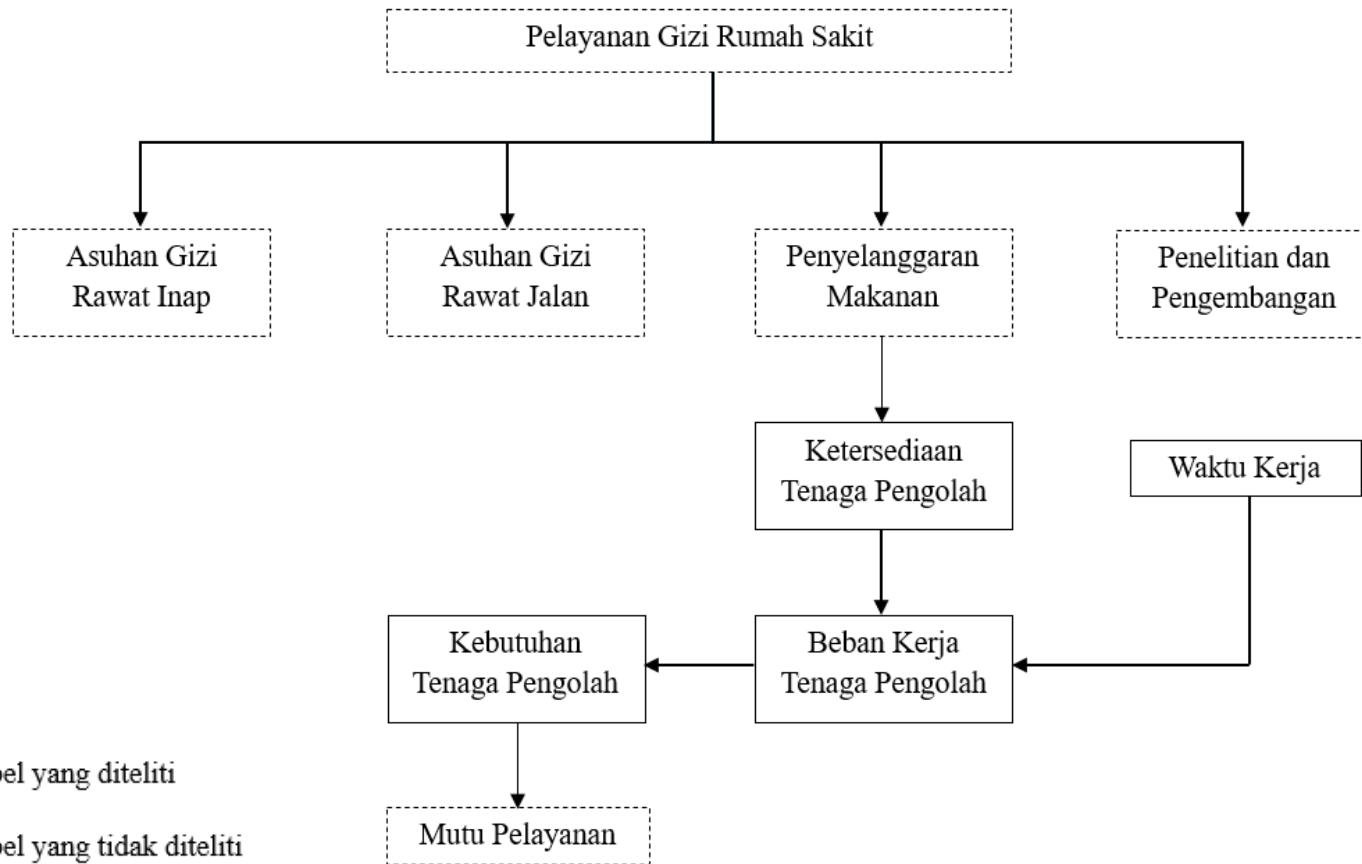 Pelayanan Gizi Rumah Sakit
Asuhan Gizi
Rawat Inap
Asuhan Gizi
Rawat Jalan
Penyelanggaran
Makanan
Penelitian dan
Pengembangan
Ketersediaan
Tenaga Pengolah
Waktu Kerja
Kebutuhan
Tenaga Pengolah
Beban Kerja
Tenaga Pengolah
yang diteliti
Mutu Pelayanan
yang tidak diteliti